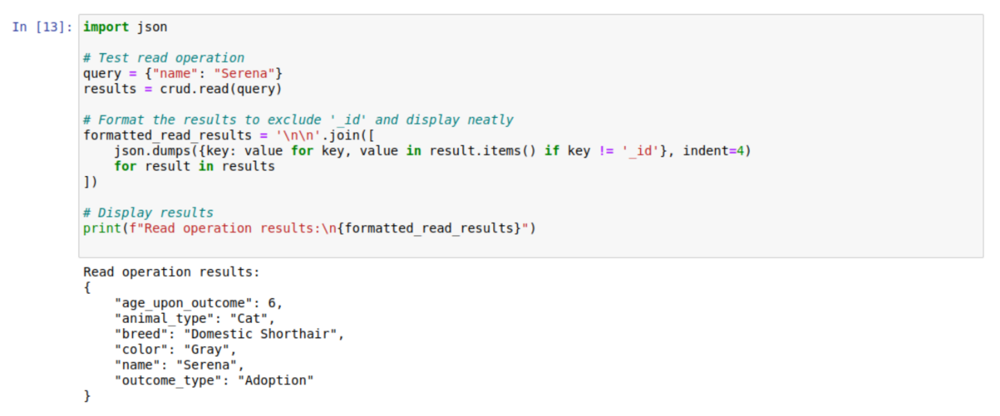 In [13]: import json
# Test read operation
query = {"name": "Serena"}
results = crud.read(query)
# Format the results to exclude '_id' and display neatly
formatted_read_results = '\n\n'.join([
    json.dumps({key: value for key, value in result.items() if key != '_id'}, indent=4)
    for result in results
])
# Display results
print(f"Read operation results:\n{formatted_read_results}")
Read operation results:
{
    "age_upon_outcome": 6,
    "animal_type": "Cat",
    "breed": "Domestic Shorthair",
    "color": "Gray",
    "name": "Serena",
    "outcome_type": "Adoption"
}